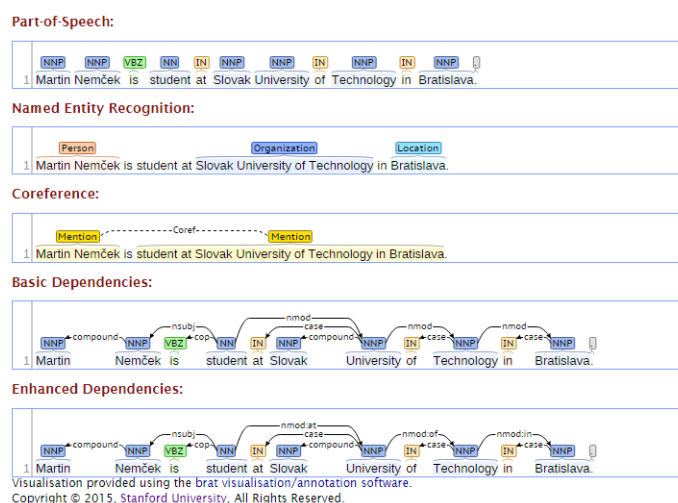 Part-of-Speech:
NNP NNP VBZ NN IN NNP NNP IN NNP IN NNP .
1 Martin Nemček is student at Slovak University of Technology in Bratislava.
Named Entity Recognition:
Person Organization Location
1 Martin Nemček is student at Slovak University of Technology in Bratislava.
Coreference:
Mention Coref Mention
1 Martin Nemček is student at Slovak University of Technology in Bratislava.
Basic Dependencies:
nmod
nsubj case nmod nmod
NNP compound NNP VBZ cop NN IN NNP compound NNP IN case NNP IN case NNP .
1 Martin Nemček is student at Slovak University of Technology in Bratislava.
Enhanced Dependencies:
nmod:at
nsubj case nmod:of nmod:in
NNP compound NNP VBZ cop NN IN NNP compound NNP IN case NNP IN case NNP .
1 Martin Nemček is student at Slovak University of Technology in Bratislava.
Visualisation provided using the brat visualisation/annotation software.
Copyright © 2015, Stanford University, All Rights Reserved.